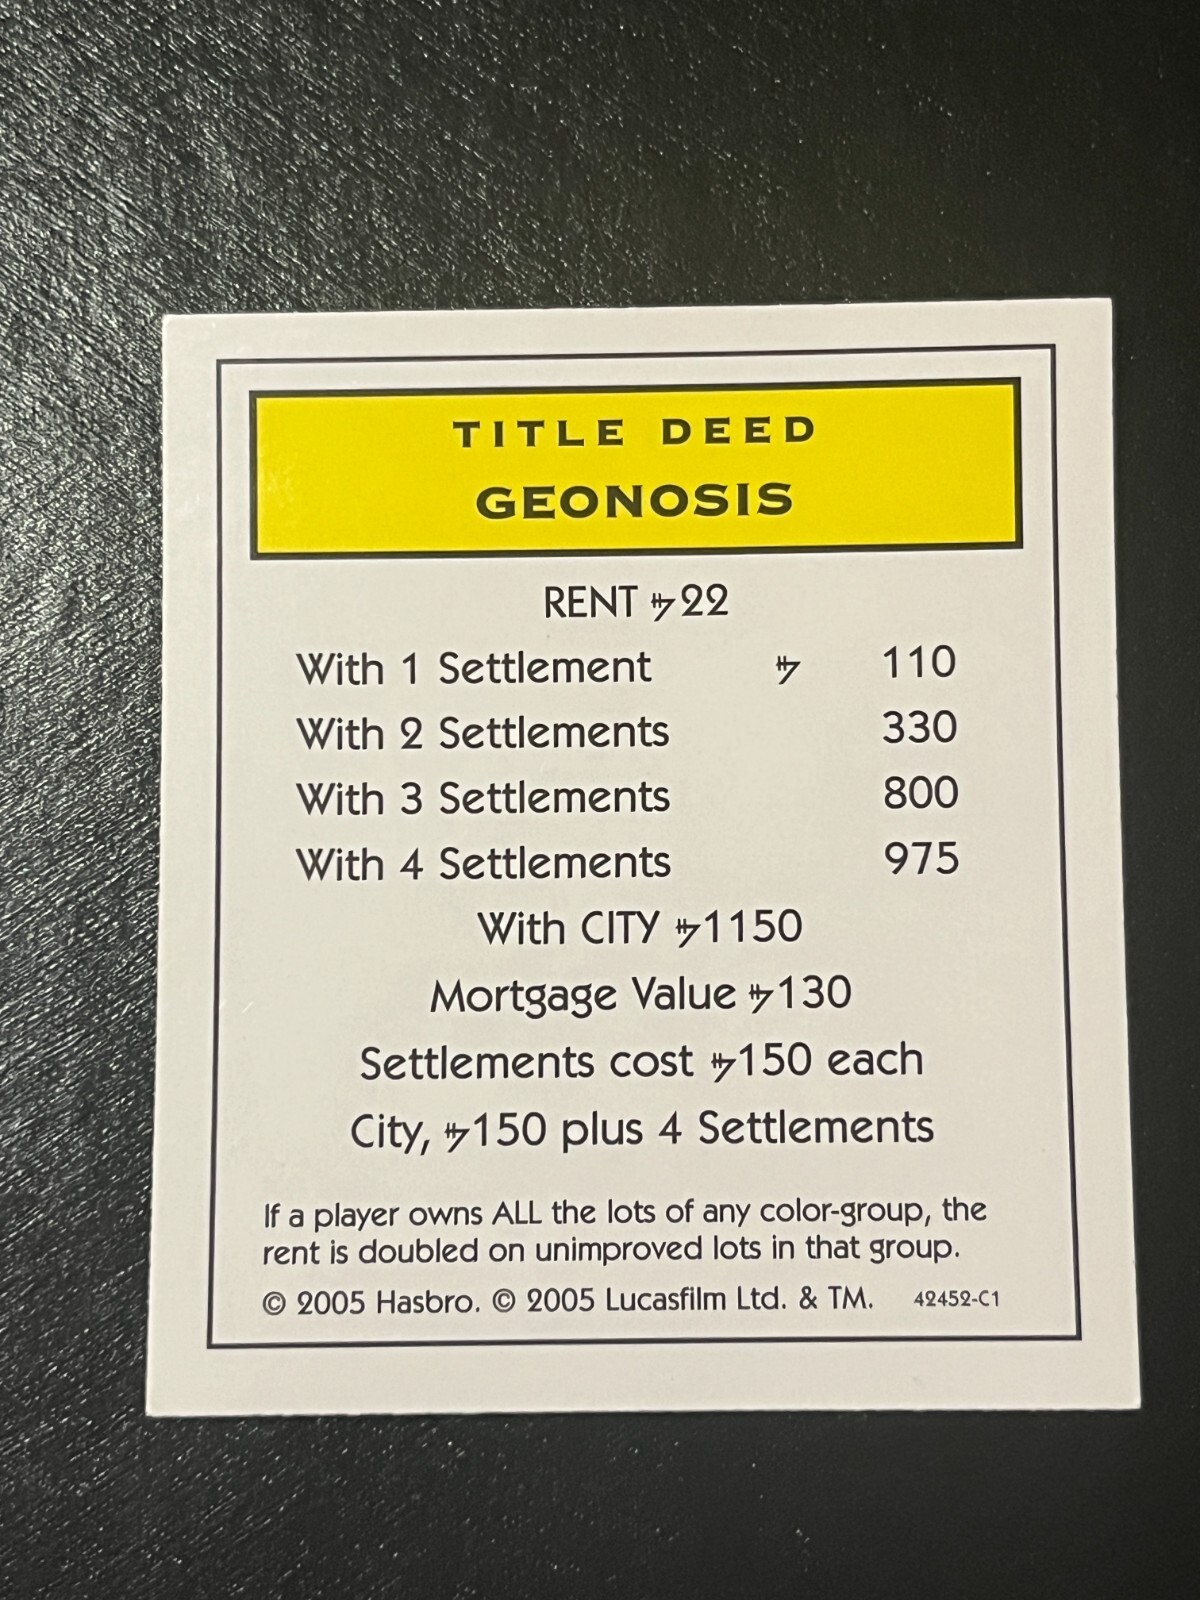 TITLE DEED
GEONOSIS
RENT 22
With 1 Settlement 110
With 2 Settlements 330
With 3 Settlements 800
With 4 Settlements 975
With CITY 1150
Mortgage Value 130
Settlements cost 150 each
City, 150 plus 4 Settlements
If a player owns ALL the lots of any color-group, the
rent is doubled on unimproved lots in that group.
© 2005 Hasbro. © 2005 Lucasfilm Ltd. & TM. 42452-C1